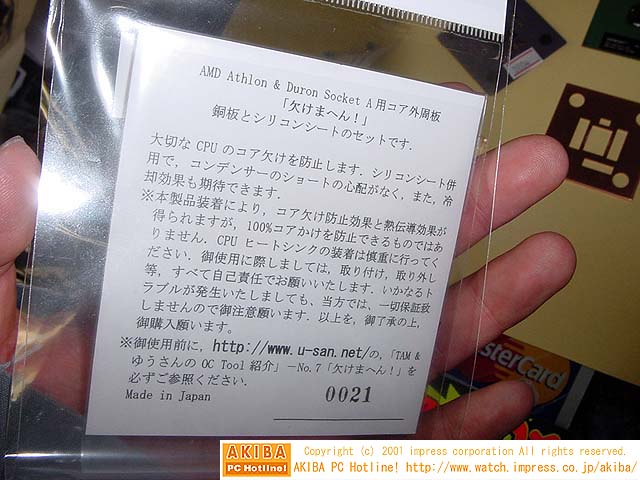 AMD Athlon & Duron Socket A用コア外周板
「欠けまへん!」
銅板とシリコンシートのセットです.
大切な CPU のコア欠けを防止します. シリコンシート併
用で, コンデンサーのショートの心配がなく, また, 冷
却効果も期待できます.
※本製品装着により, コア欠け防止効果と熱伝導効果が
得られますが, 100%コアかけを防止できるものではあ
りません. CPU ヒートシンクの装着は慎重に行ってく
ださい. 御使用に際しましては, 取り付け, 取り外し
等, すべて自己責任でお願いいたします. いかなるト
ラブルが発生いたしましても, 当方では, 一切保証致
しませんので御注意願います. 以上を, 御了承の上,
御購入願います。
※御使用前に, http://www.u-san.net/の,「TAM &
ゆうさんの OC Tool 紹介」-No.7「欠けまへん!」を
必ずご参照ください.
Made in Japan
0021
sterCard
AKIBA
PC Hotline!
Copyright (c) 2001 impress corporation All rights reserved.
AKIBA PC Hotline! http://www.watch.impress.co.jp/akiba/